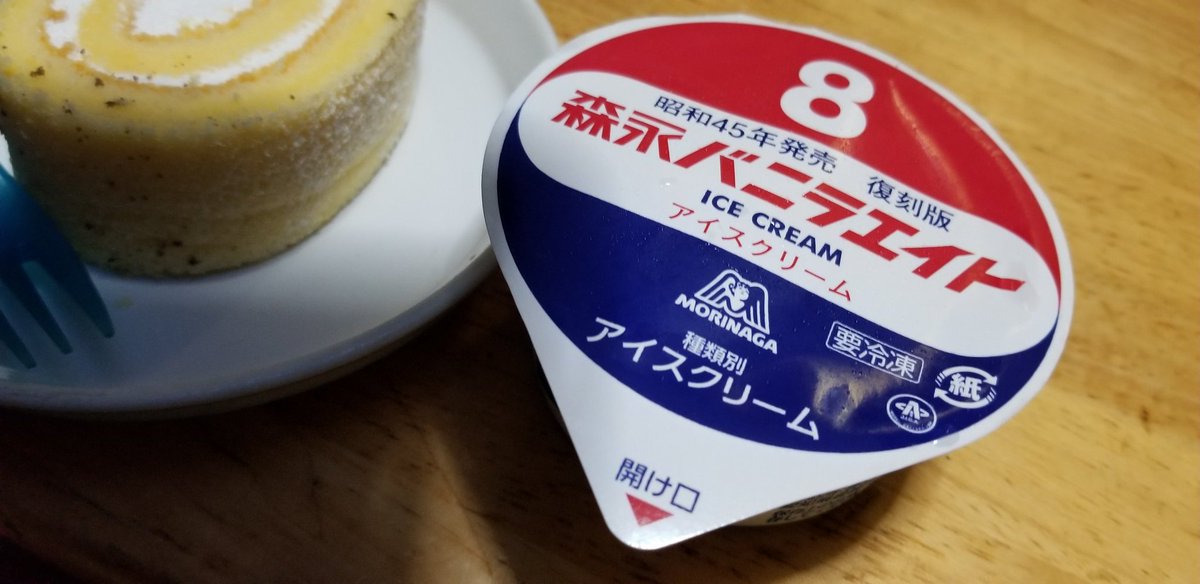 8
昭和45年発売 復刻版
森永バニラエイト
ICE CREAM
アイスクリーム
MORINAGA
種類別
アイスクリーム
要冷凍
紙
開け口